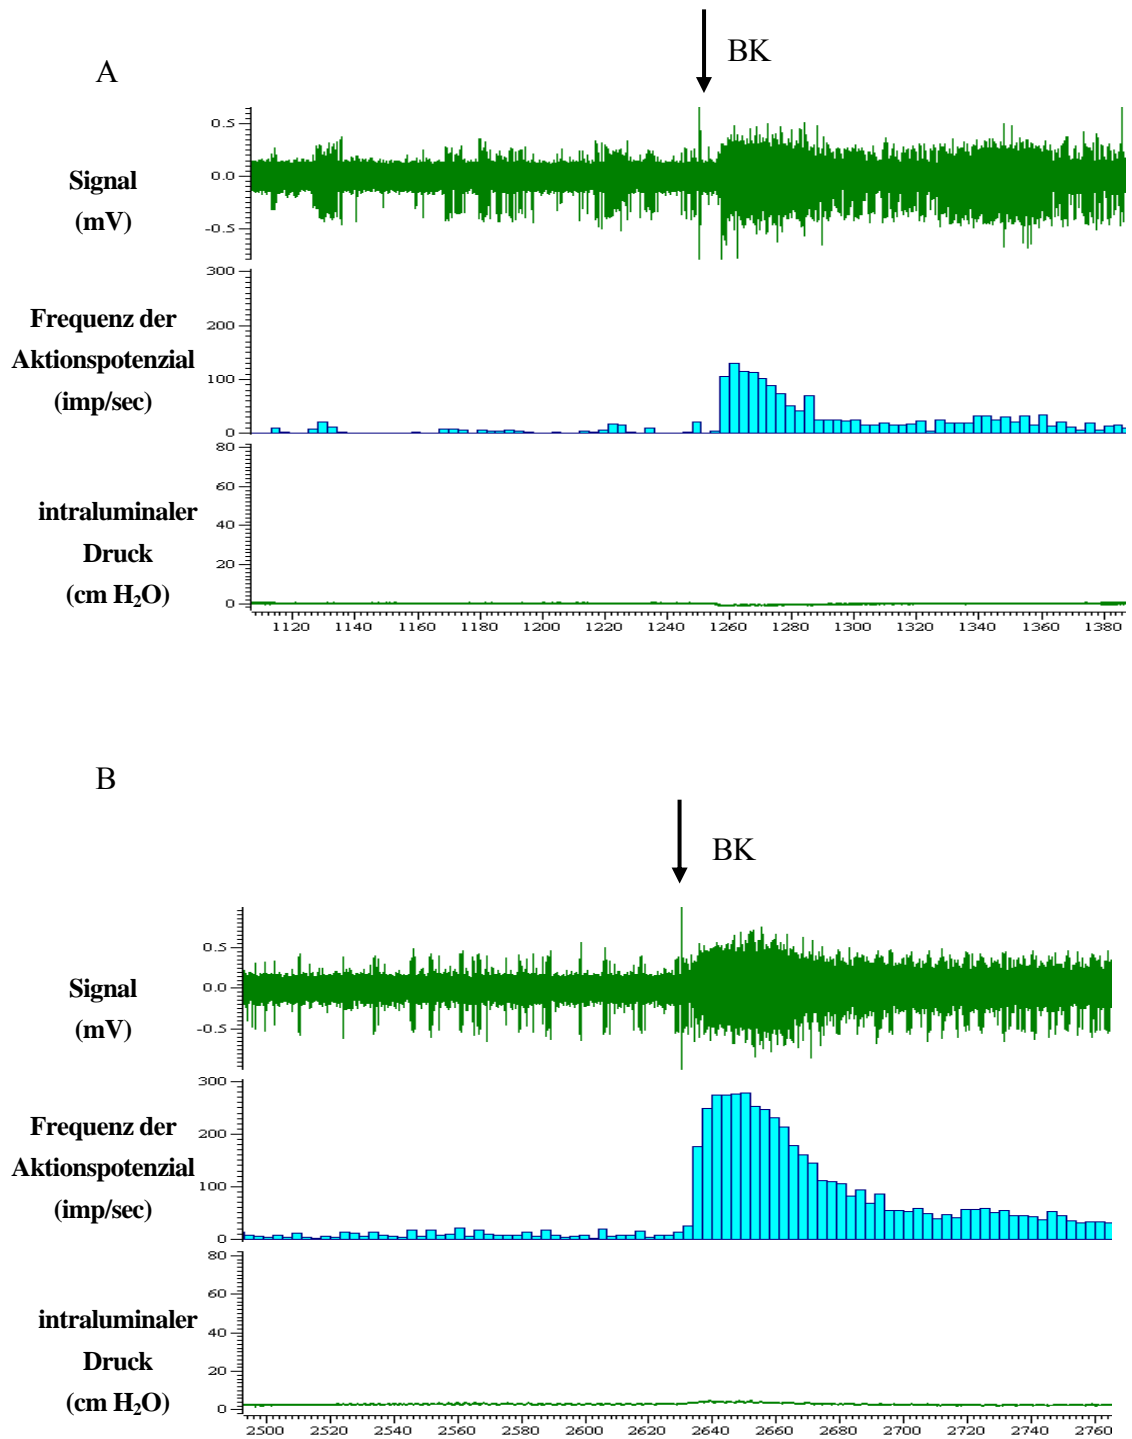 A
BK
Signal
(mV)
0.5
0.0
-0.5
Frequenz der
Aktionspotenzial
(imp/sec)
300
200
100
0
intraluminaler
Druck
(cm H₂O)
80
60
40
20
0
1120 1140 1160 1180 1200 1220 1240 1260 1280 1300 1320 1340 1360 1380
B
BK
Signal
(mV)
0.5
0.0
-0.5
Frequenz der
Aktionspotenzial
(imp/sec)
300
200
100
0
intraluminaler
Druck
(cm H₂O)
80
60
40
20
0
2500 2520 2540 2560 2580 2600 2620 2640 2660 2680 2700 2720 2740 2760